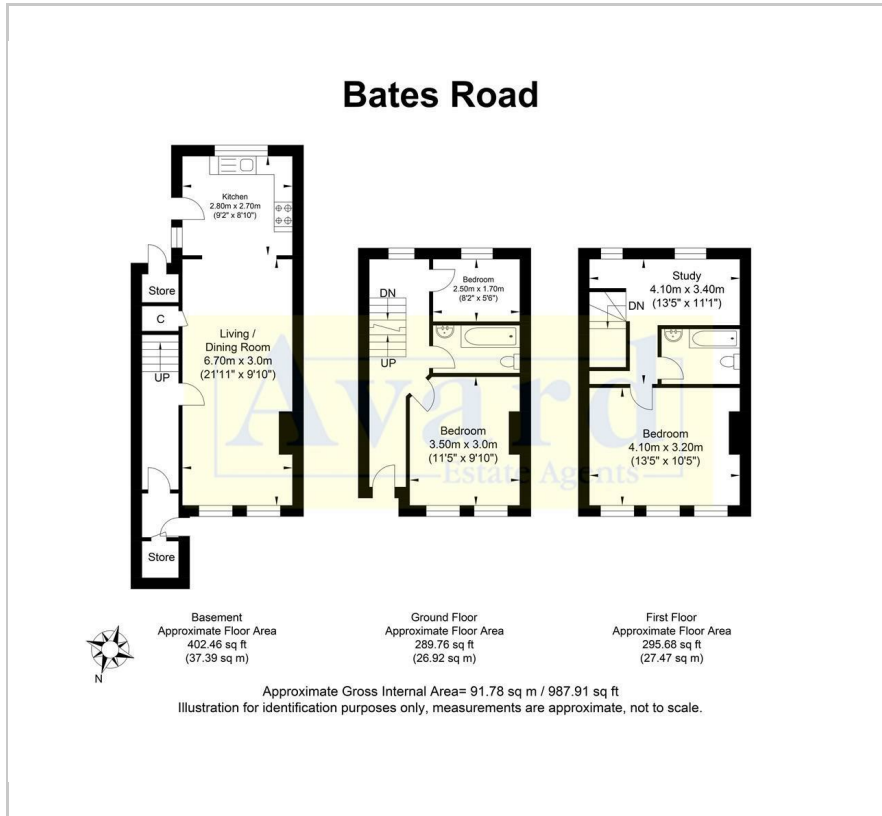 Bates Road
Kitchen
2.80m x 2.70m
(9'2" x 8'10")
Store
C
UP
Living /
Dining Room
6.70m x 3.0m
(21'11" x 9'10")
Store
DN
UP
Bedroom
2.50m x 1.70m
(8'2" x 5'6")
Bedroom
3.50m x 3.0m
(11'5" x 9'10")
Study
4.10m x 3.40m
(13'5" x 11'1")
DN
Bedroom
4.10m x 3.20m
(13'5" x 10'5")
Avard
Estate Agents
Basement
Approximate Floor Area
402.46 sq ft
(37.39 sq m)
Ground Floor
Approximate Floor Area
289.76 sq ft
(26.92 sq m)
First Floor
Approximate Floor Area
295.68 sq ft
(27.47 sq m)
N
Approximate Gross Internal Area= 91.78 sq m / 987.91 sq ft
Illustration for identification purposes only, measurements are approximate, not to scale.